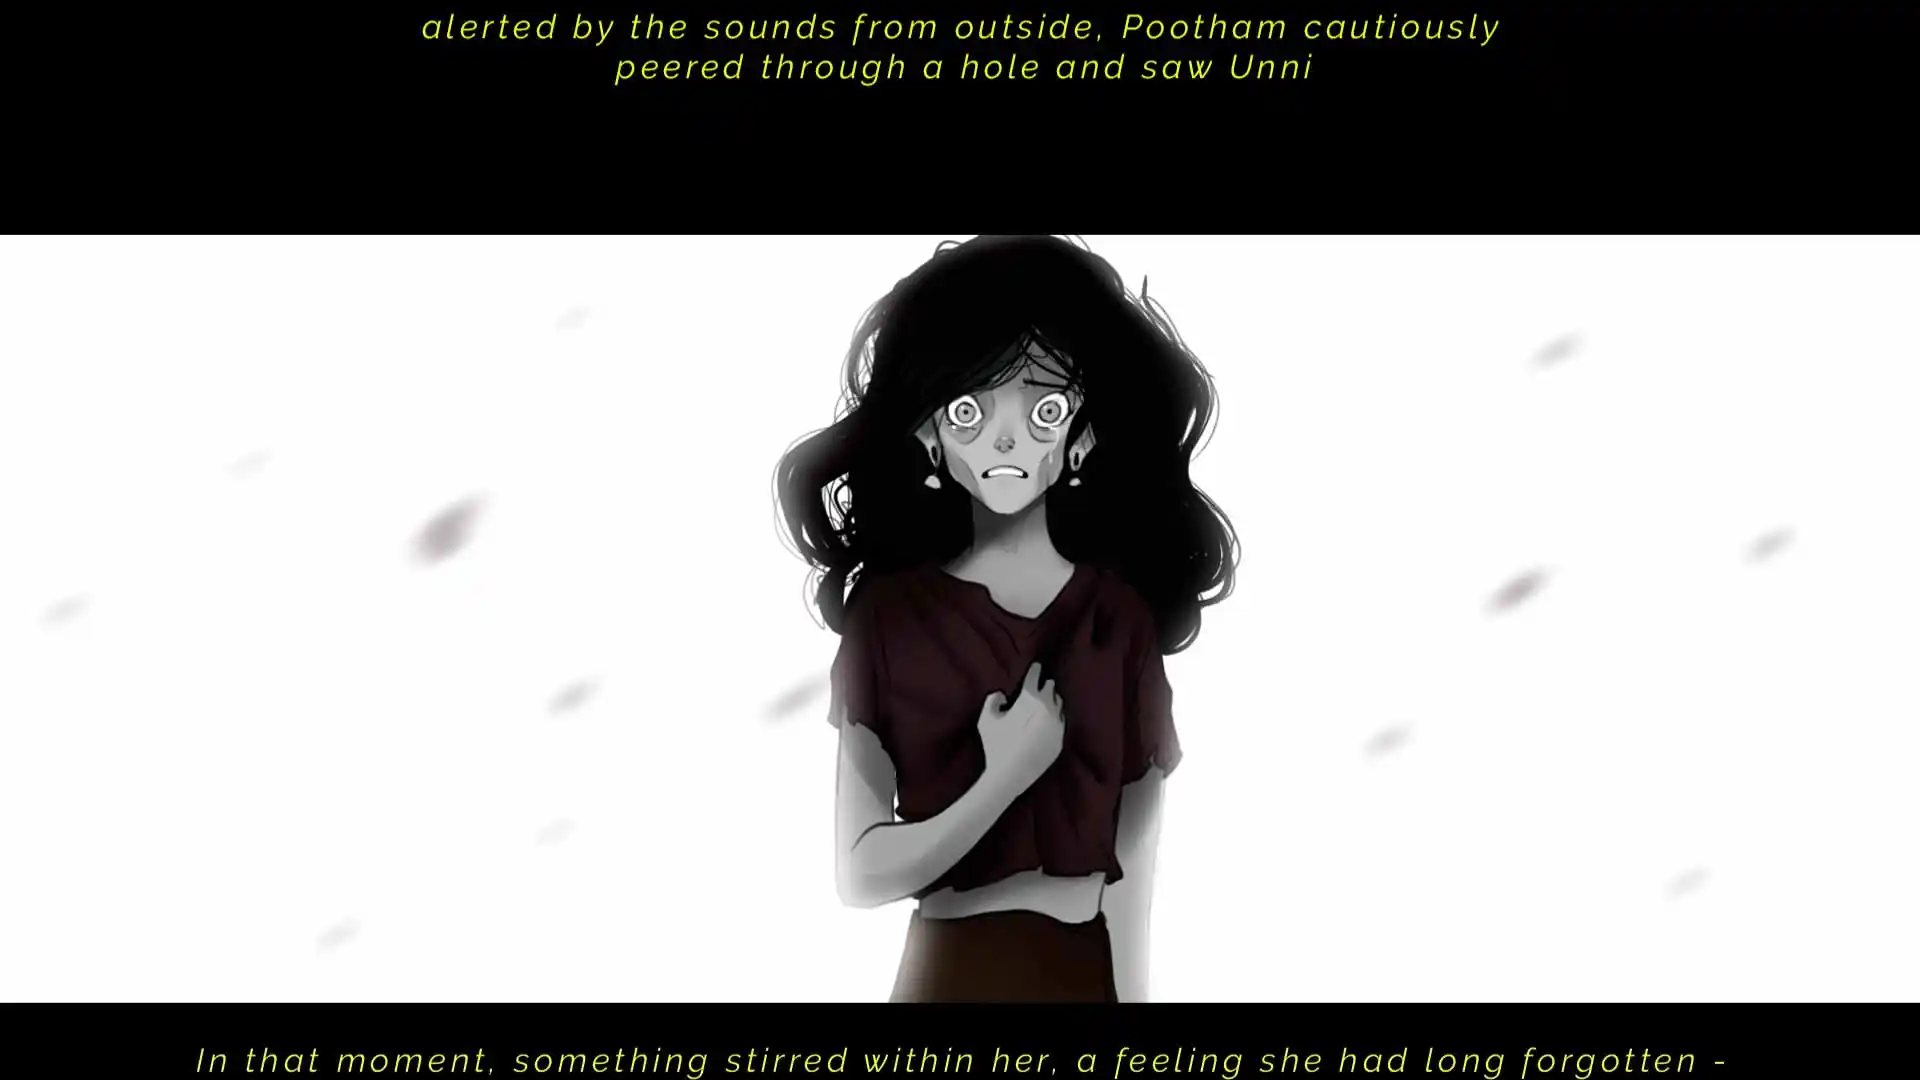 alerted by the sounds from outside, Pootham cautiously
peered through a hole and saw Unni
In that moment, something stirred within her, a feeling she had long forgotten -